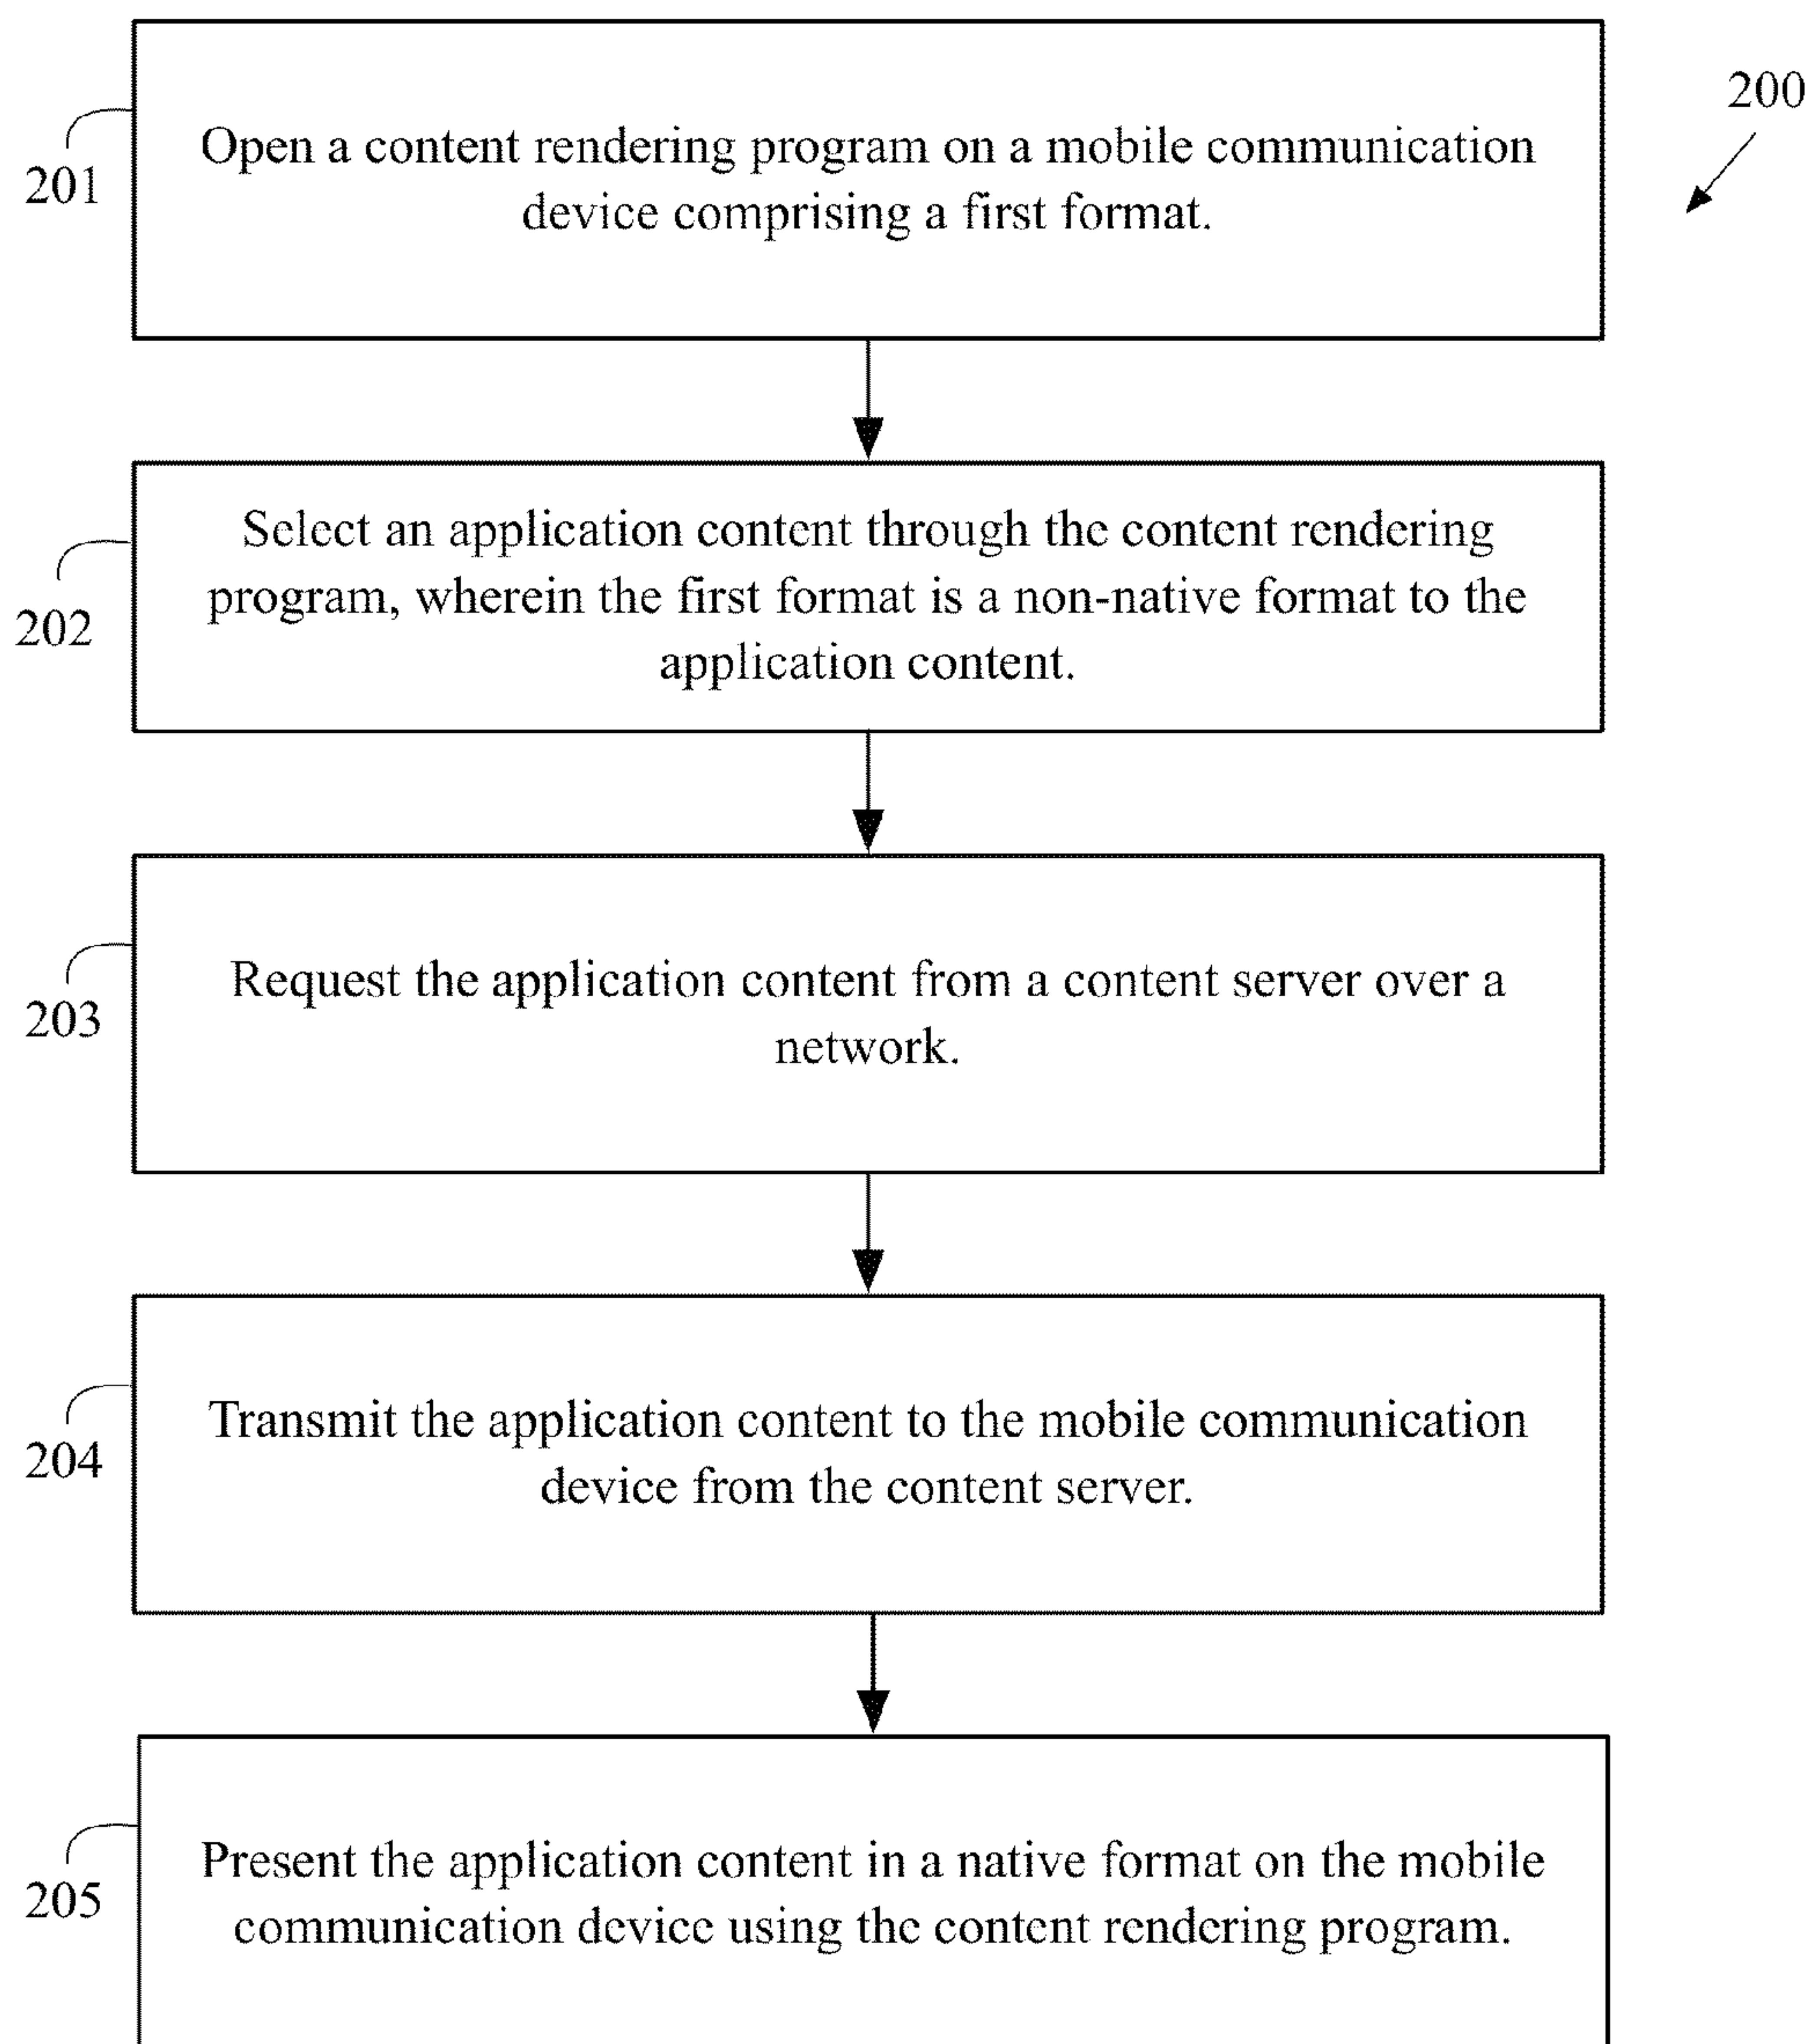 200
201
Open a content rendering program on a mobile communication
device comprising a first format.
202
Select an application content through the content rendering
program, wherein the first format is a non-native format to the
application content.
203
Request the application content from a content server over a
network.
204
Transmit the application content to the mobile communication
device from the content server.
205
Present the application content in a native format on the mobile
communication device using the content rendering program.